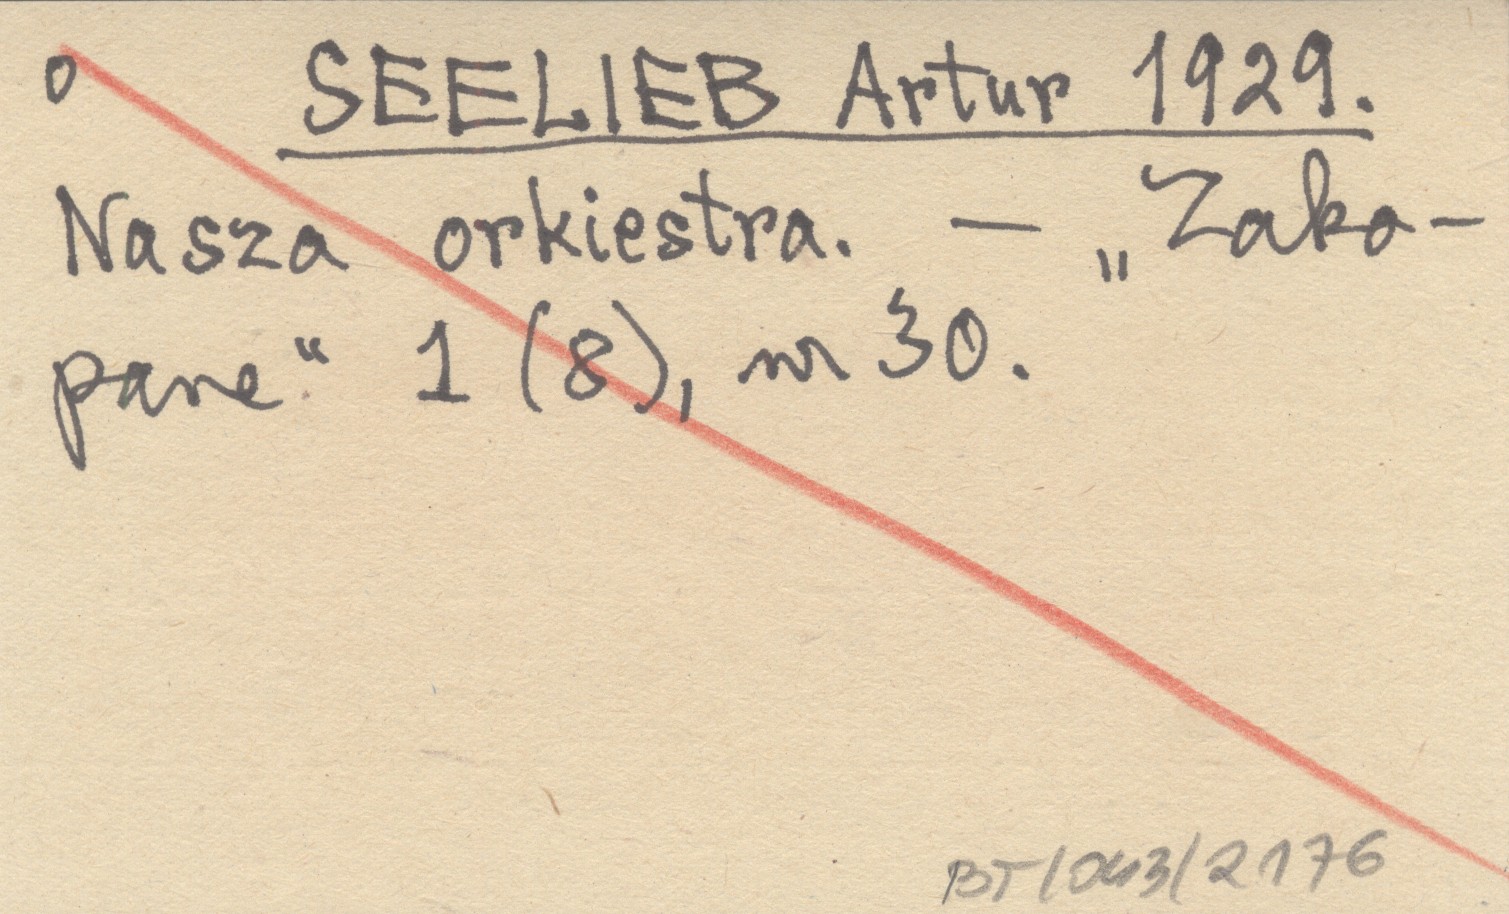 o SEELIEB Artur 1929.
Nasza orkiestra. — „Zako-
pane“ 1 (8), nr 30.
BT/043/2176